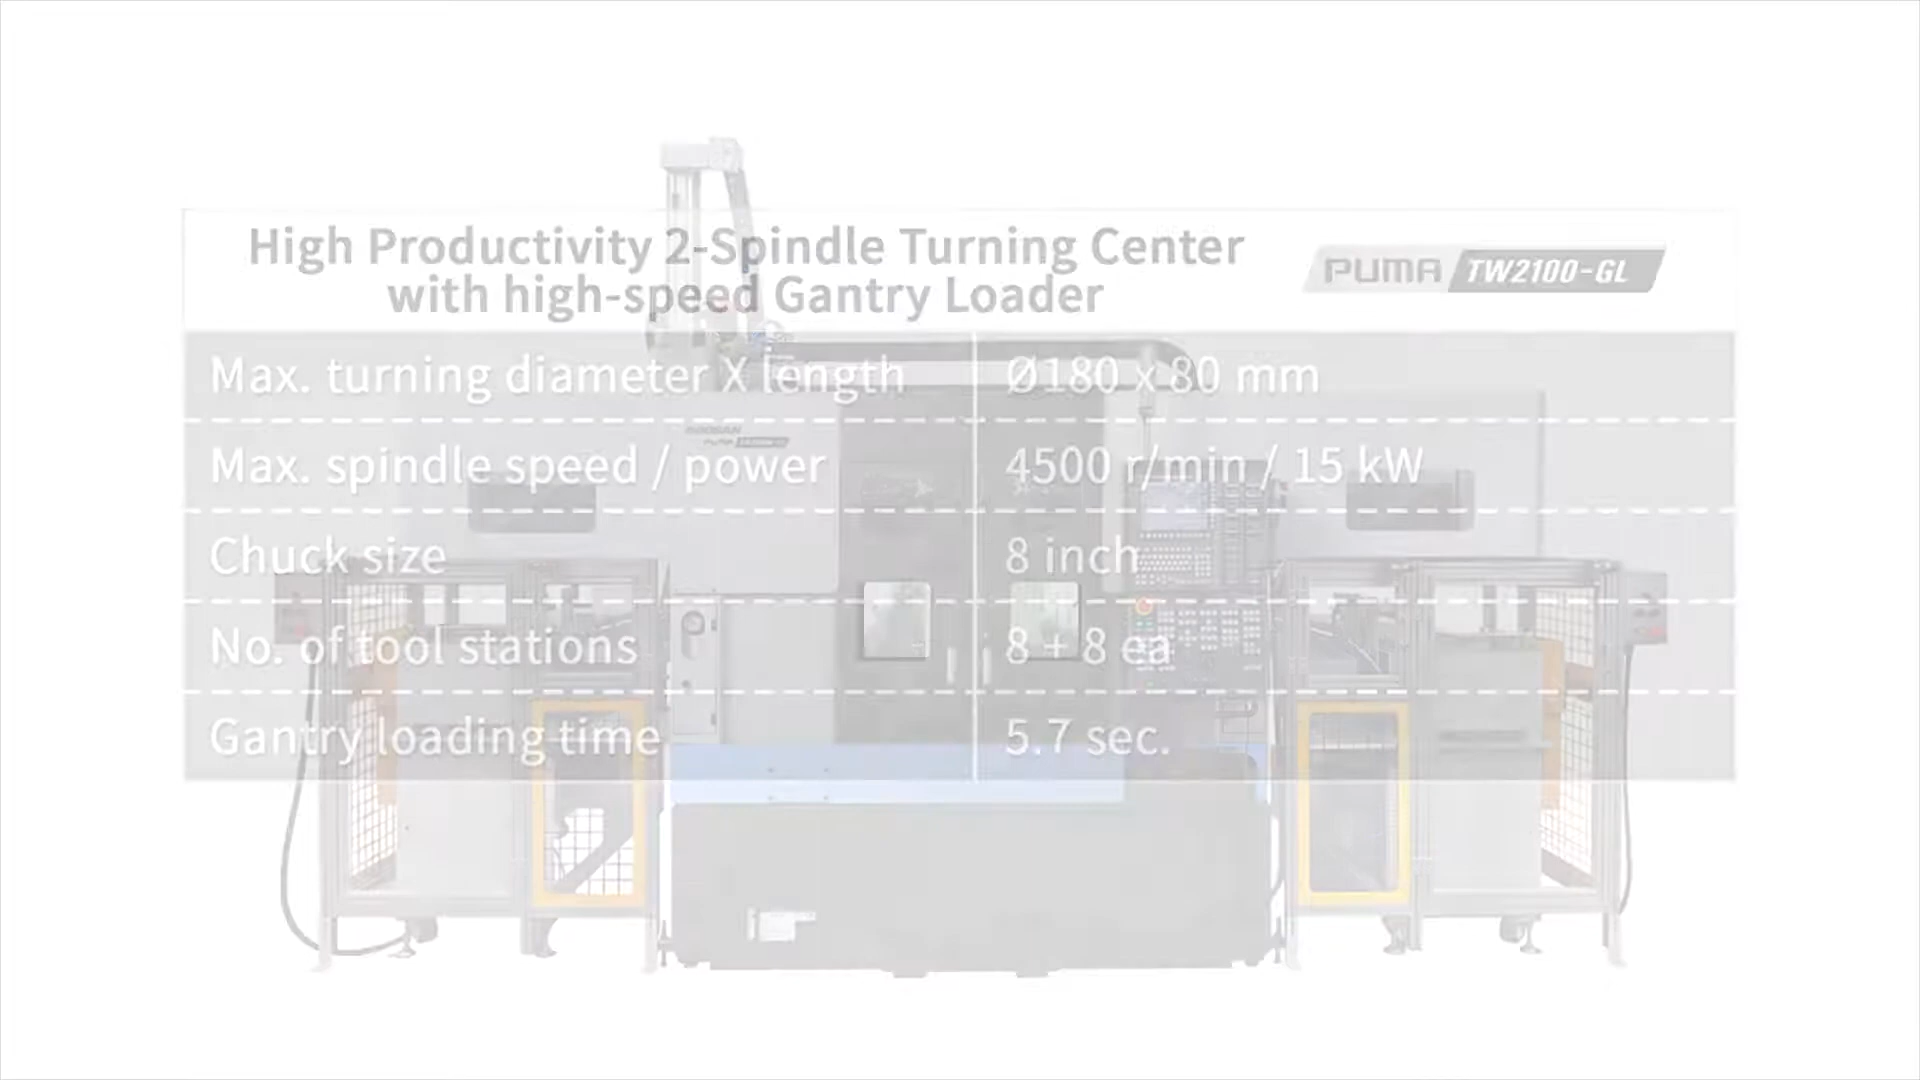 High Productivity 2-Spindle Turning Center
with high-speed Gantry Loader
PUMA TW2100-GL
Max. turning diameter X length
Ø180 x 80 mm
Max. spindle speed / power
4500 r/min / 15 kW
Chuck size
8 inch
No. of tool stations
8 + 8 ea
Gantry loading time
5.7 sec.
DOOSAN